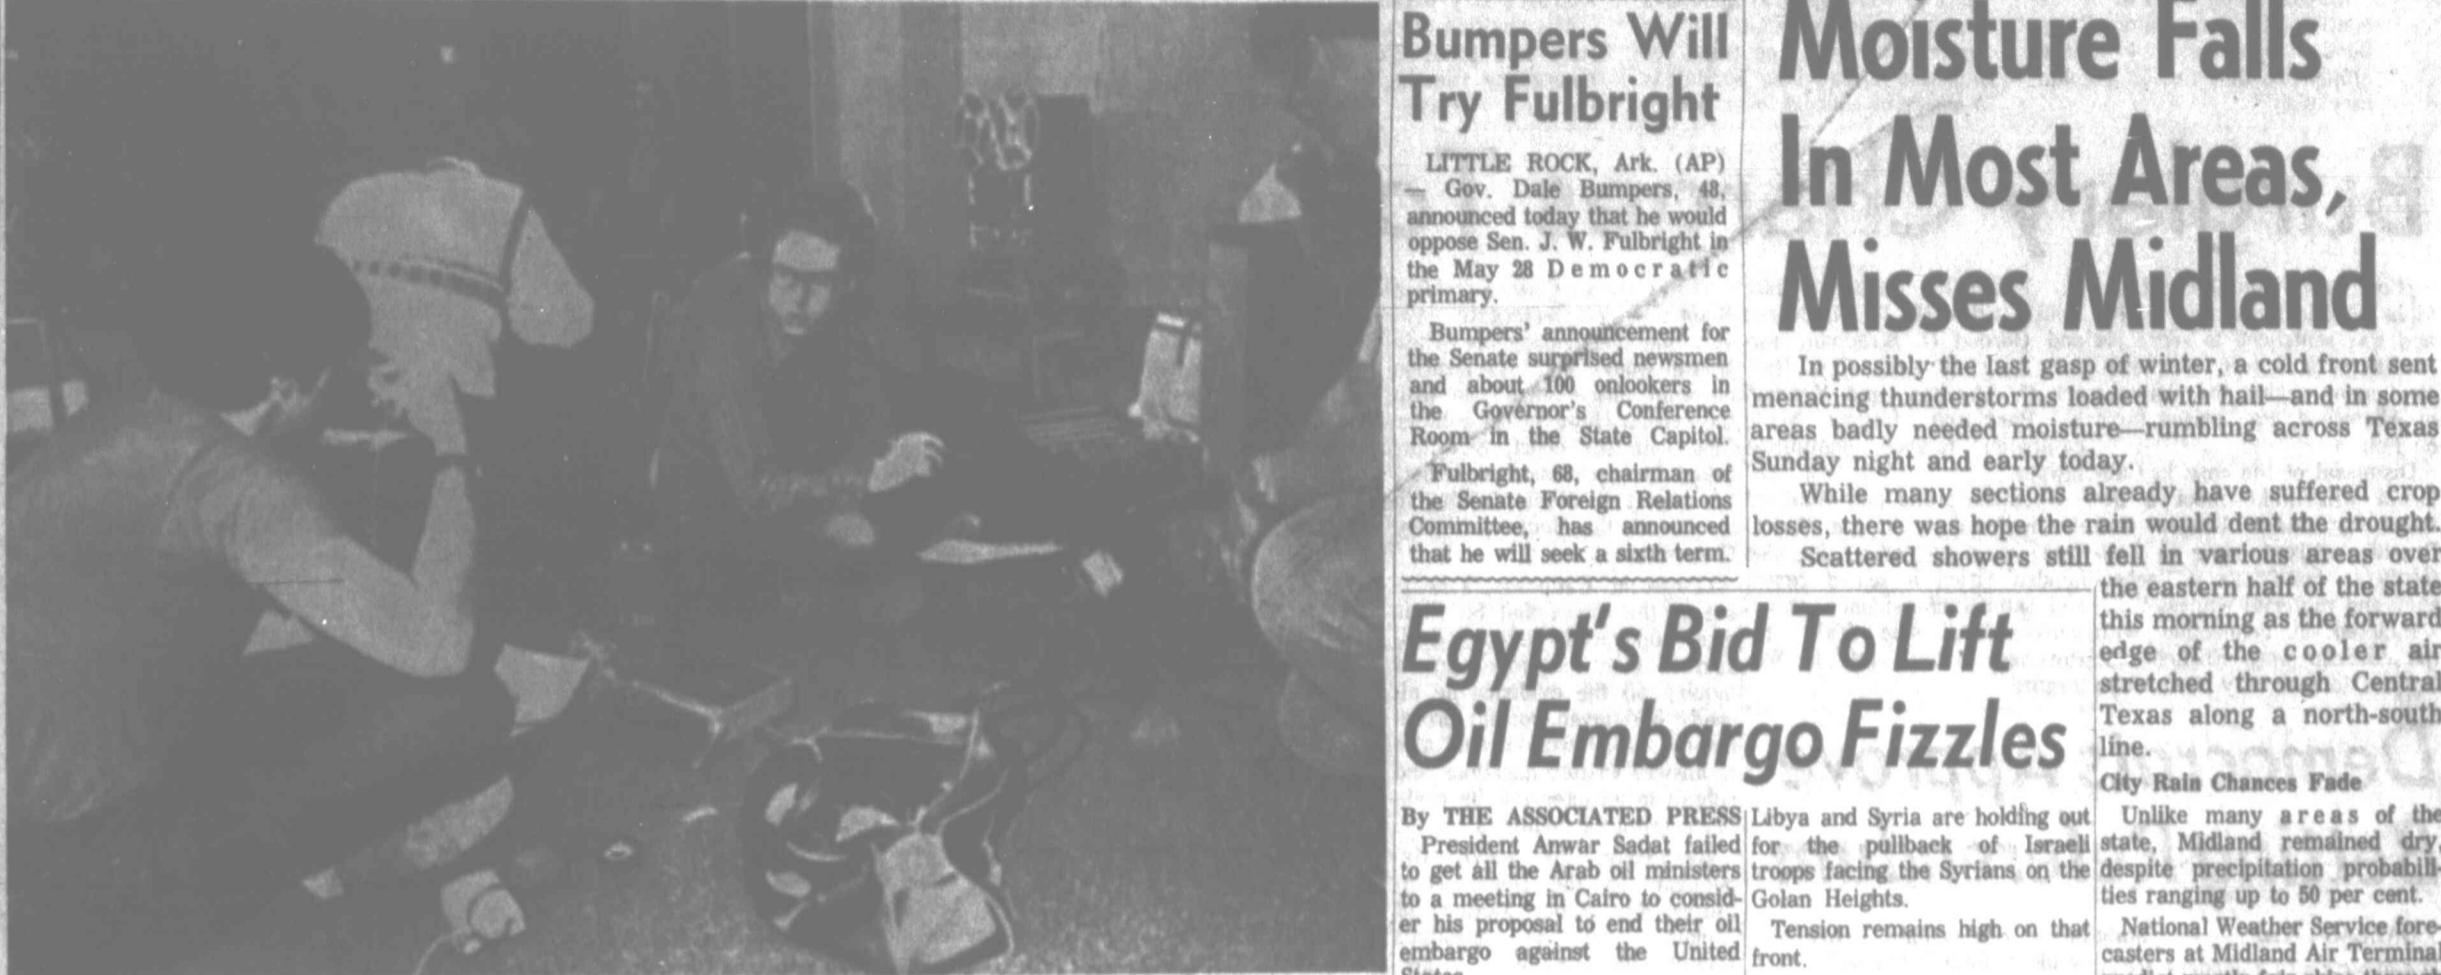 Bumpers Will
Try Fulbright
LITTLE ROCK, Ark. (AP)
— Gov. Dale Bumpers, 48,
announced today that he would
oppose Sen. J. W. Fulbright in
the May 28 Democratic
primary.
Bumpers' announcement for
the Senate surprised newsmen
and about 100 onlookers in
the Governor's Conference
Room in the State Capitol.
Fulbright, 68, chairman of
the Senate Foreign Relations
Committee, has announced
that he will seek a sixth term.
Moisture Falls
In Most Areas,
Misses Midland
In possibly the last gasp of winter, a cold front sent
menacing thunderstorms loaded with hail—and in some
areas badly needed moisture—rumbling across Texas
Sunday night and early today.
While many sections already have suffered crop
losses, there was hope the rain would dent the drought.
Scattered showers still fell in various areas over
the eastern half of the state
this morning as the forward
edge of the cooler air
stretched through Central
Texas along a north-south
line.
City Rain Chances Fade
Unlike many areas of the
state, Midland remained dry,
despite precipitation probabili-
ties ranging up to 50 per cent.
National Weather Service fore-
casters at Midland Air Terminal
Egypt's Bid To Lift
Oil Embargo Fizzles
By THE ASSOCIATED PRESS
President Anwar Sadat failed
to get all the Arab oil ministers
to a meeting in Cairo to consid-
er his proposal to end their oil
embargo against the United
States
Libya and Syria are holding out
for the pullback of Israeli
troops facing the Syrians on the
Golan Heights.
Tension remains high on that
front.